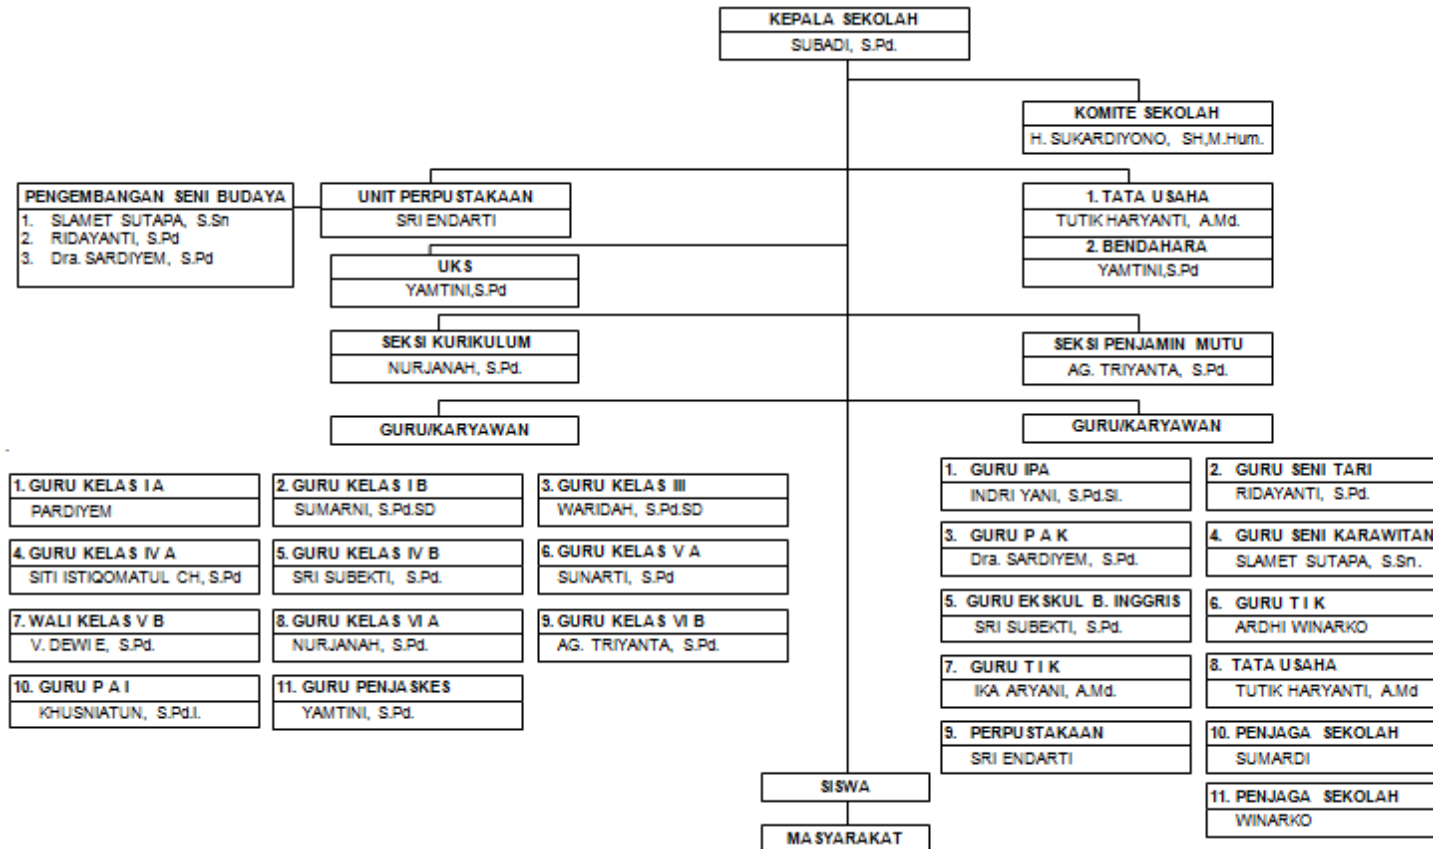 KEPALA SEKOLAH
SUBADI, S.Pd.
KOMITE SEKOLAH
H. SUKARDIYONO, SH,M.Hum.
PENGEMBANGAN SENI BUDAYA
1. SLAMET SUTAPA, S.Sn
2. RIDAYANTI, S.Pd
3. Dra. SARDIYEM, S.Pd
UNIT PERPUSTAKAAN
SRI ENDARTI
1. TATA USAHA
TUTIK HARYANTI, A.Md.
2. BENDAHARA
YAMTINI,S.Pd
UKS
YAMTINI,S.Pd
SEKSI KURIKULUM
NURJANAH, S.Pd.
SEKSI PENJAMIN MUTU
AG. TRIYANTA, S.Pd.
GURU/KARYAWAN
GURU/KARYAWAN
1. GURU KELAS I A
PARDIYEM
2. GURU KELAS I B
SUMARNI, S.Pd.SD
3. GURU KELAS III
WARIDAH, S.Pd.SD
4. GURU KELAS IV A
SITI ISTIQOMATUL CH, S.Pd
5. GURU KELAS IV B
SRI SUBEKTI, S.Pd.
6. GURU KELAS V A
SUNARTI, S.Pd
7. WALI KELAS V B
V. DEWI E, S.Pd.
8. GURU KELAS VI A
NURJANAH, S.Pd.
9. GURU KELAS VI B
AG. TRIYANTA, S.Pd.
10. GURU P A I
KHUSNIATUN, S.Pd.I.
11. GURU PENJASKES
YAMTINI, S.Pd.
1. GURU IPA
INDRI YANI, S.Pd.SI.
2. GURU SENI TARI
RIDAYANTI, S.Pd.
3. GURU P A K
Dra. SARDIYEM, S.Pd.
4. GURU SENI KARAWITAN
SLAMET SUTAPA, S.Sn.
5. GURU EKSKUL B. INGGRIS
SRI SUBEKTI, S.Pd.
6. GURU T I K
ARDHI WINARKO
7. GURU T I K
IKA ARYANI, A.Md.
8. TATA USAHA
TUTIK HARYANTI, A.Md
9. PERPUSTAKAAN
SRI ENDARTI
10. PENJAGA SEKOLAH
SUMARDI
11. PENJAGA SEKOLAH
WINARKO
SISWA
MASYARAKAT